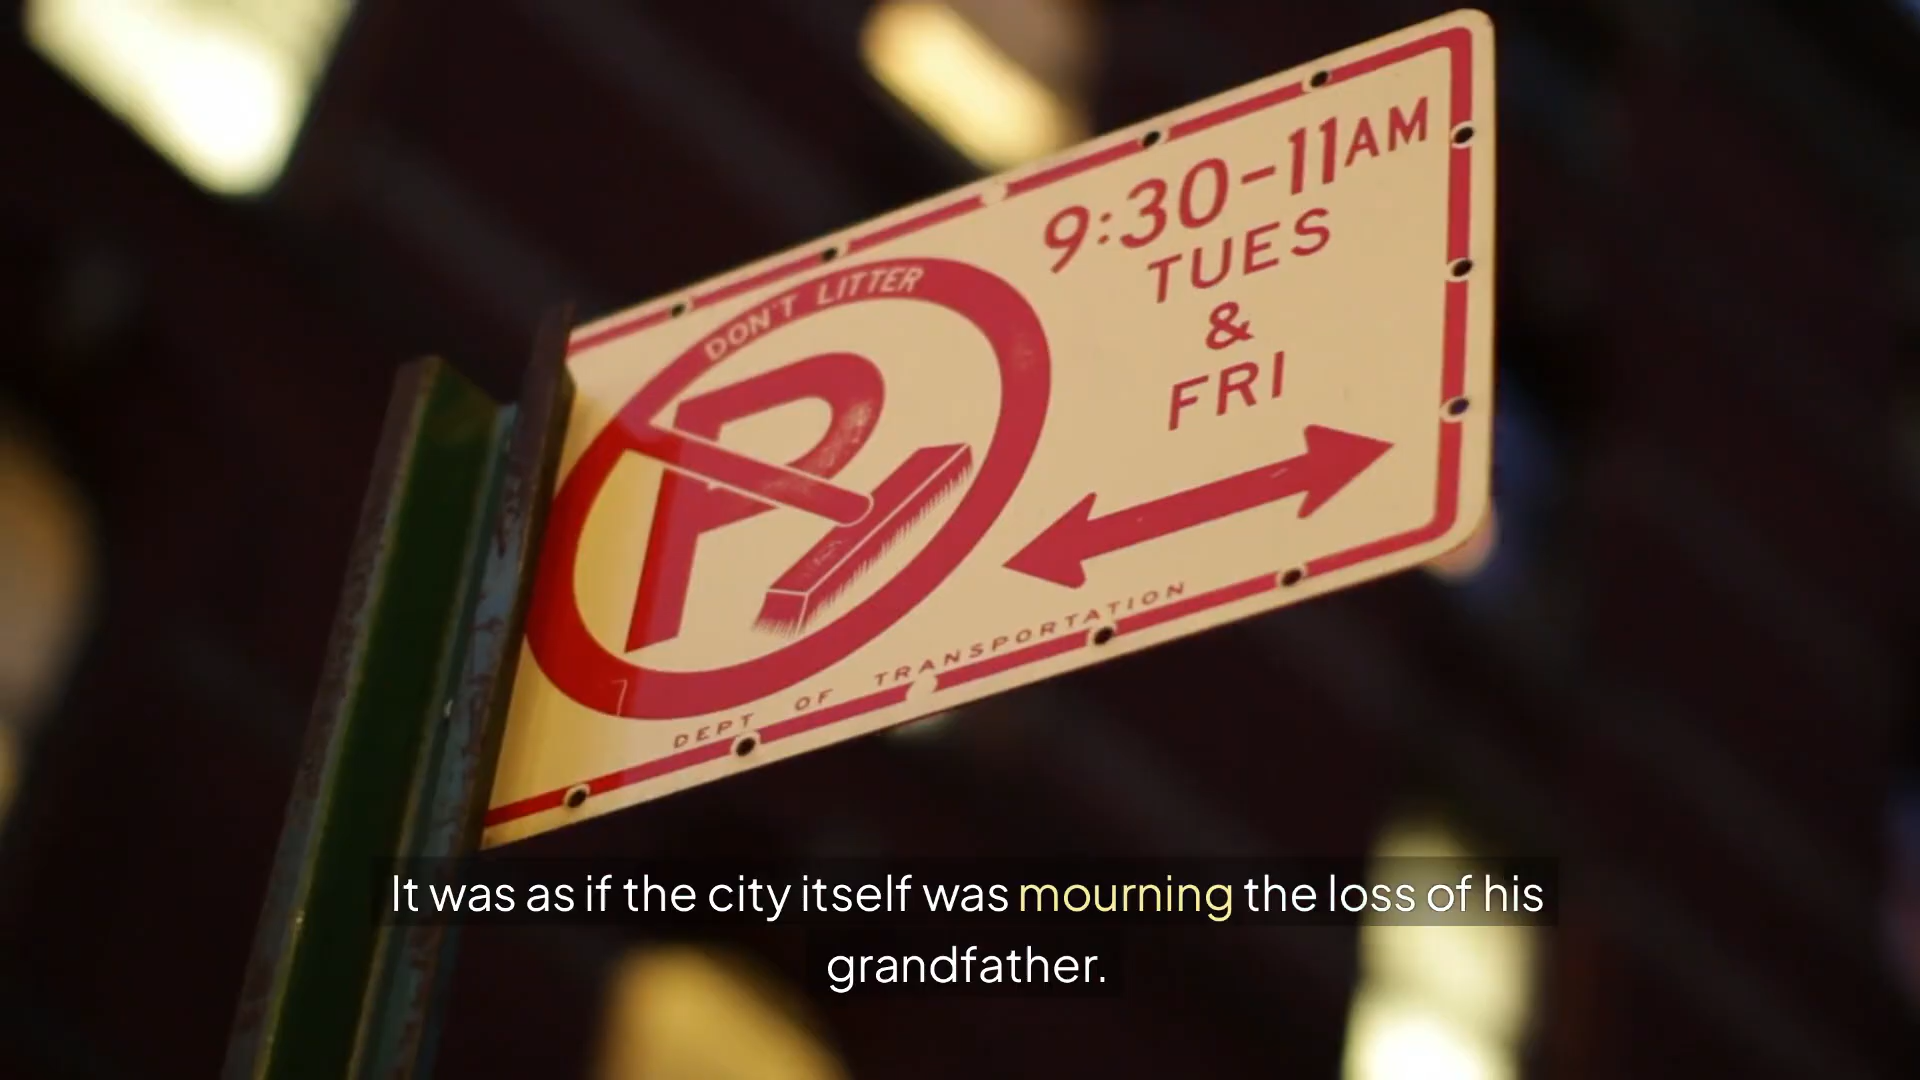 9:30-11AM
TUES
&
FRI
DON'T LITTER
P
DEPT OF TRANSPORTATION
It was as if the city itself was mourning the loss of his
grandfather.